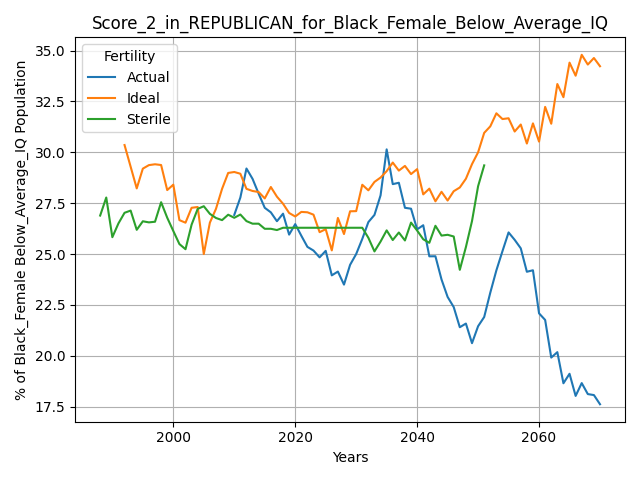 Score_2_in_REPUBLICAN_for_Black_Female_Below_Average_IQ
Fertility
Actual
Ideal
Sterile
% of Black_Female Below_Average_IQ Population
35.0
32.5
30.0
27.5
25.0
22.5
20.0
17.5
2000
2020
2040
2060
Years